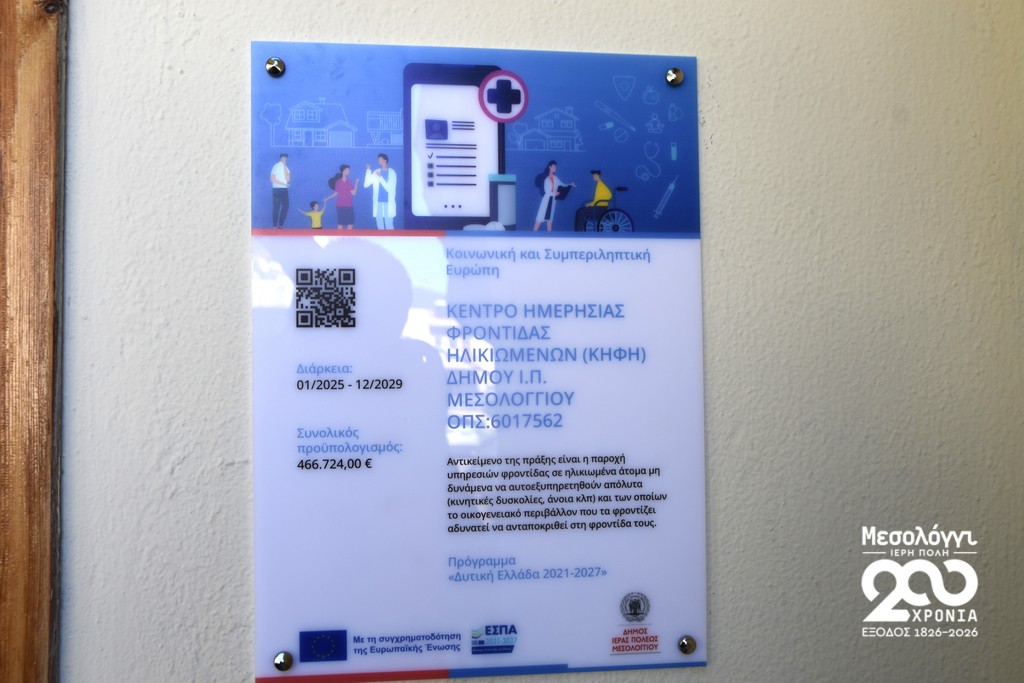 Κοινωνική και Συμπεριληπτική
Ευρώπη
ΚΕΝΤΡΟ ΗΜΕΡΗΣΙΑΣ
ΦΡΟΝΤΙΔΑΣ
ΗΛΙΚΙΩΜΕΝΩΝ (ΚΗΦΗ)
ΔΗΜΟΥ Ι.Π.
ΜΕΣΟΛΟΓΓΙΟΥ
ΟΠΣ:6017562
Διάρκεια:
01/2025 - 12/2029
Συνολικός
προϋπολογισμός:
466.724,00 €
Αντικείμενο της πράξης είναι η παροχή
υπηρεσιών φροντίδας σε ηλικιωμένα άτομα μη
δυνάμενα να αυτοεξυπηρετηθούν απόλυτα
(κινητικές δυσκολίες, άνοια κλπ) και των οποίων
το οικογενειακό περιβάλλον που τα φροντίζει
αδυνατεί να ανταποκριθεί στη φροντίδα τους.
Πρόγραμμα
«Δυτική Ελλάδα 2021-2027»
Με τη συγχρηματοδότηση
της Ευρωπαϊκής Ένωσης
ΕΣΠΑ
2021-2027
ΔΗΜΟΣ
ΙΕΡΑΣ ΠΟΛΕΩΣ
ΜΕΣΟΛΟΓΓΙΟΥ
Μεσολόγγι
ΙΕΡΗ ΠΟΛΗ
200
ΧΡΟΝΙΑ
ΕΞΟΔΟΣ 1826-2026